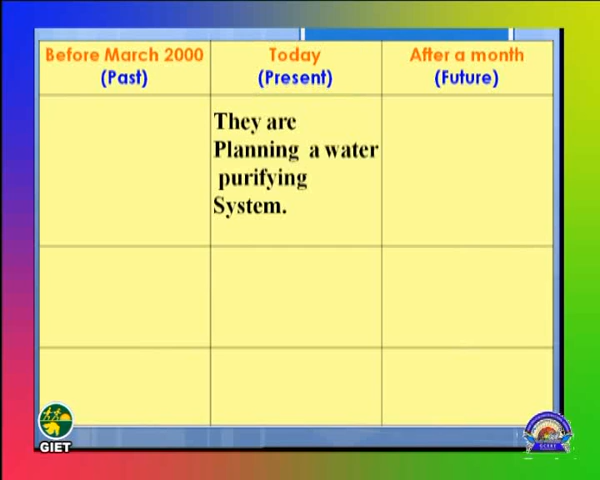 Before March 2000 Today After a month
(Past) (Present) (Future)
They are
Planning a water
purifying
System.
GIET